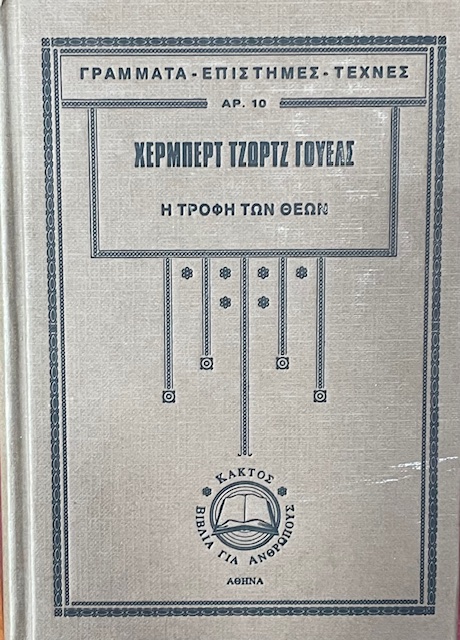 ΓΡΑΜΜΑΤΑ - ΕΠΙΣΤΗΜΕΣ - ΤΕΧΝΕΣ
ΑΡ. 10
ΧΕΡΜΠΕΡΤ ΤΖΩΡΤΖ ΓΟΥΕΛΣ
Η ΤΡΟΦΗ ΤΩΝ ΘΕΩΝ
ΚΑΚΤΟΣ
ΒΙΒΛΙΑ ΓΙΑ ΑΝΘΡΩΠΟΥΣ
ΑΘΗΝΑ